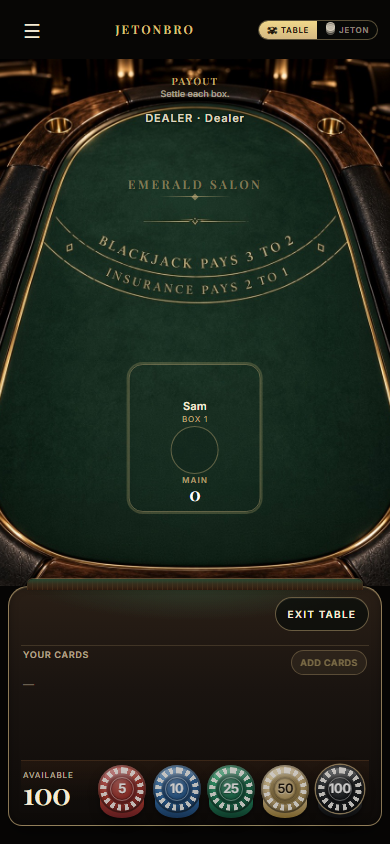 JETONBRO
TABLE
JETON
PAYOUT
Settle each box.
DEALER · Dealer
EMERALD SALON
BLACKJACK PAYS 3 TO 2
INSURANCE PAYS 2 TO 1
Sam
BOX 1
MAIN
0
EXIT TABLE
YOUR CARDS
ADD CARDS
—
AVAILABLE
100
5
10
25
50
100